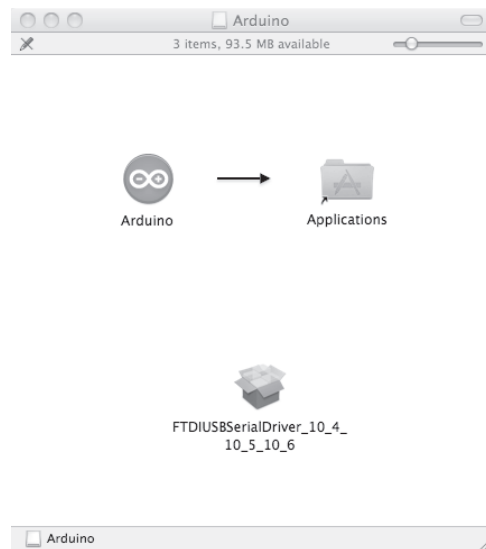 Arduino
3 items, 93.5 MB available
Arduino
Applications
FTDIUSBSerialDriver_10_4_
10_5_10_6
Arduino